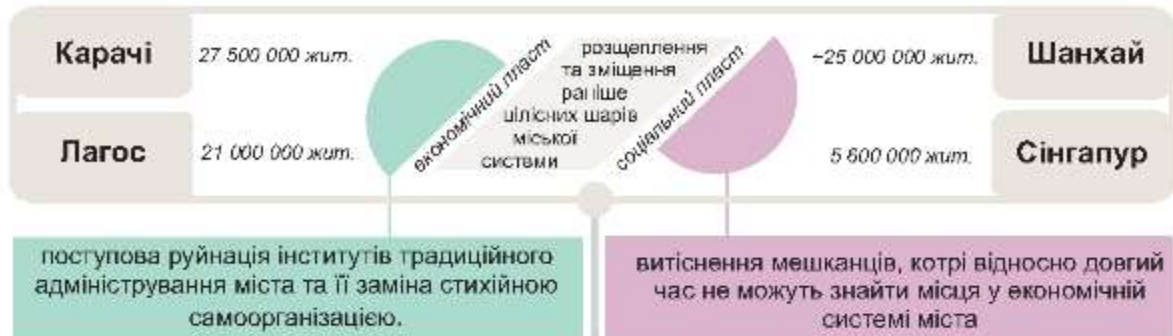 Карачі
27 500 000 жит.
Лагос
21 000 000 жит.
економічний пласт
розщеплення
та зміщення
раніше
цілісних шарів
міської
системи
соціальний пласт
~25 000 000 жит.
Шанхай
5 600 000 жит.
Сінгапур
поступова руйнація інститутів традиційного
адміністрування міста та її заміна стихійною
самоорганізацією.
витіснення мешканців, котрі відносно довгий
час не можуть знайти місця у економічній
системі міста